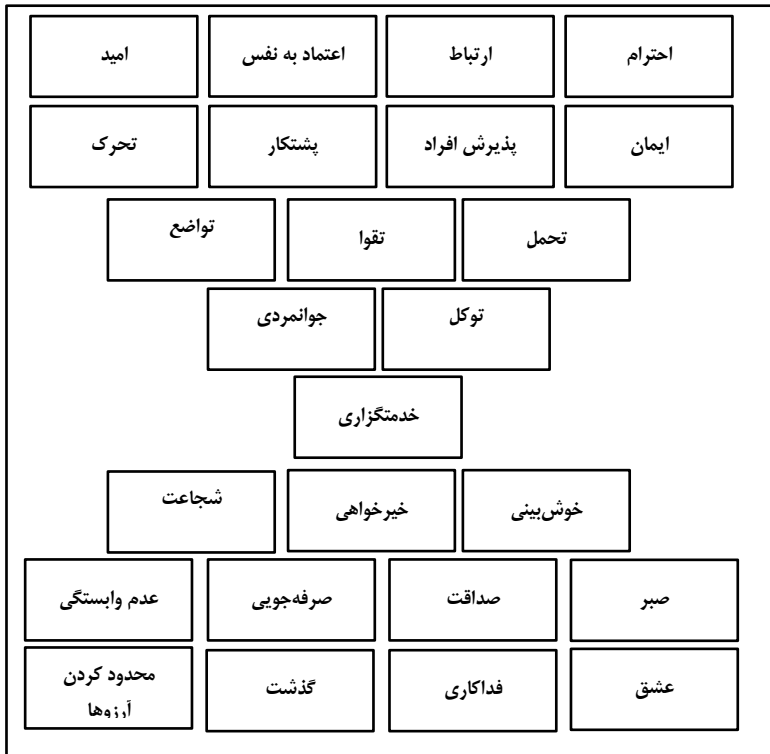 احترام
ارتباط
اعتماد به نفس
امید
ایمان
پذیرش افراد
پشتکار
تحرک
تحمل
تقوا
تواضع
توکل
جوانمردی
خدمتگزاری
خوش‌بینی
خیرخواهی
شجاعت
صبر
صداقت
صرفه‌جویی
عدم وابستگی
عشق
فداکاری
گذشت
محدود کردن
آرزوها